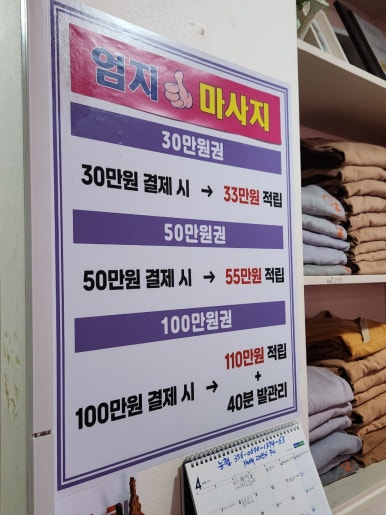 엄지 마사지
30만원권
30만원 결제 시 → 33만원 적립
50만원권
50만원 결제 시 → 55만원 적립
100만원권
100만원 결제 시 → 110만원 적립
+
40분 발관리
4